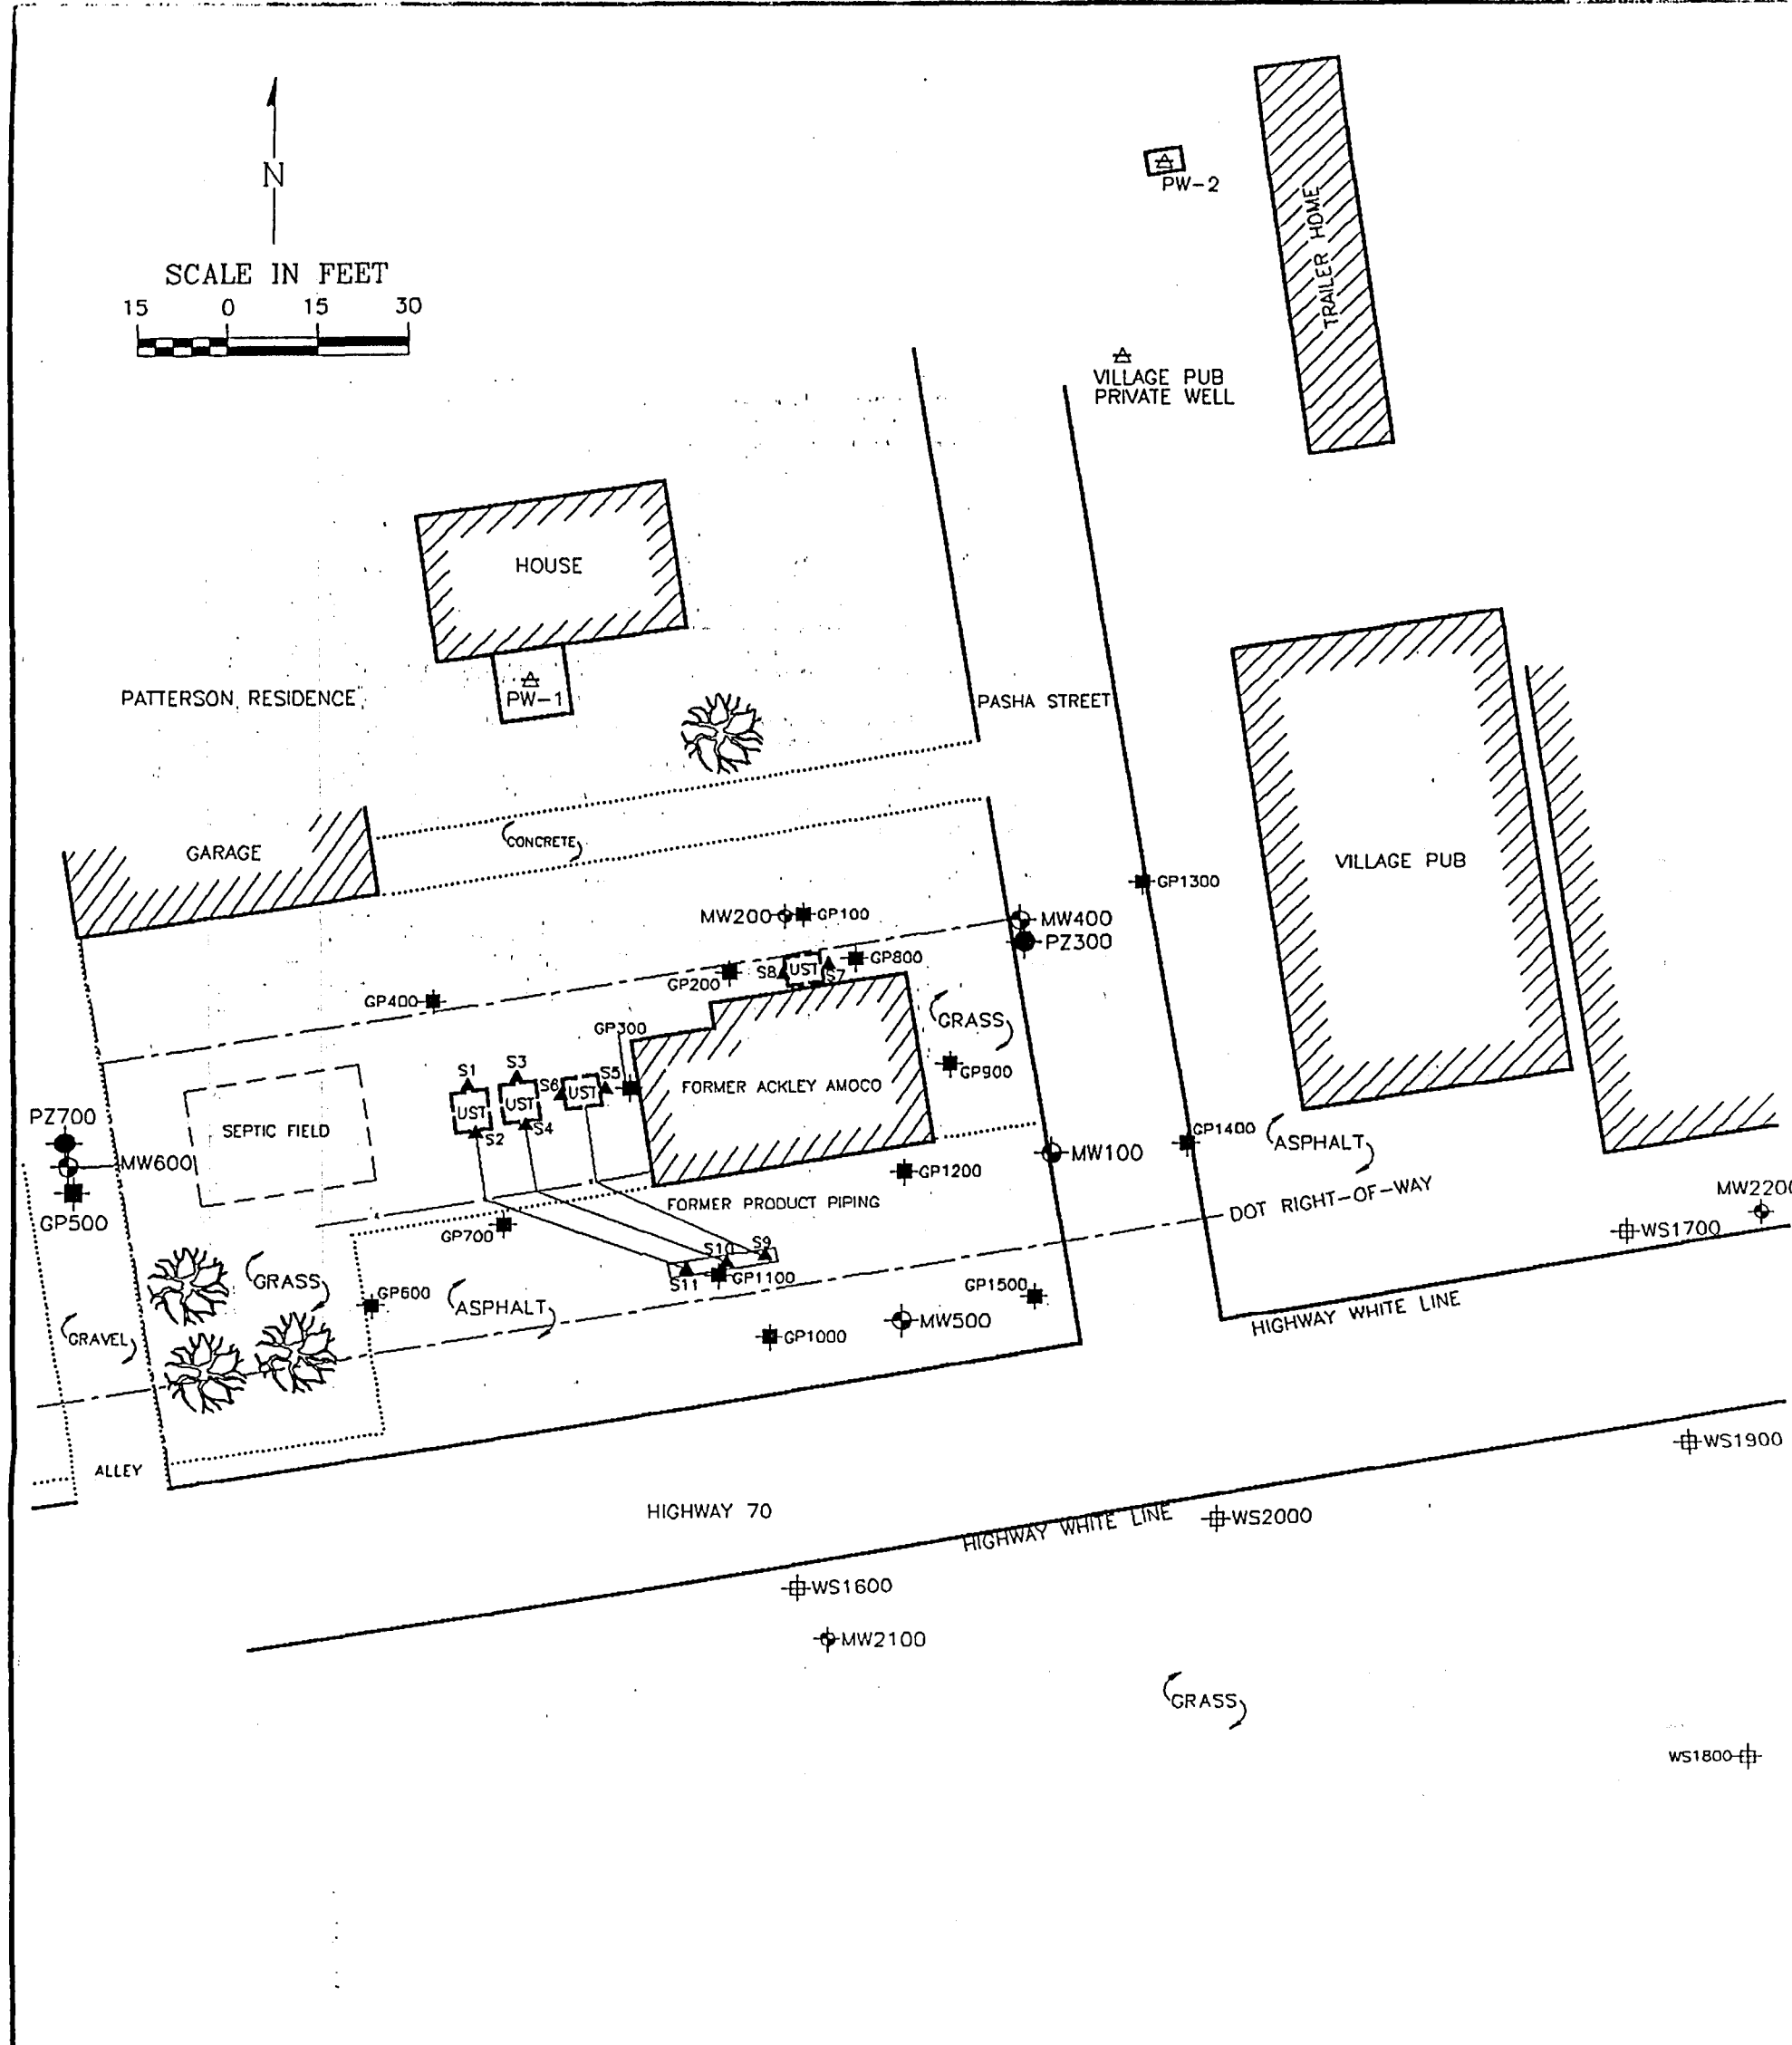 N
SCALE IN FEET
15 0 15 30
PW-2
TRAILER HOME
VILLAGE PUB
PRIVATE WELL
HOUSE
PW-1
PATTERSON RESIDENCE
PASHA STREET
GARAGE
CONCRETE
VILLAGE PUB
GP1300
MW200
GP100
MW400
PZ300
GP800
S8
UST
S7
GP200
GP400
GRASS
GP300
S1
S3
S6
S5
UST
UST
UST
FORMER ACKLEY AMOCO
GP900
S2
S4
SEPTIC FIELD
PZ700
MW600
GP500
GP1400
ASPHALT
MW100
GP1200
FORMER PRODUCT PIPING
DOT RIGHT-OF-WAY
MW2200
WS1700
GP700
S10
S9
S11
GP1100
GP1500
GRASS
GP600
ASPHALT
MW500
GP1000
GRAVEL
HIGHWAY WHITE LINE
WS1900
ALLEY
HIGHWAY 70
HIGHWAY WHITE LINE
WS2000
WS1600
MW2100
GRASS
WS1800